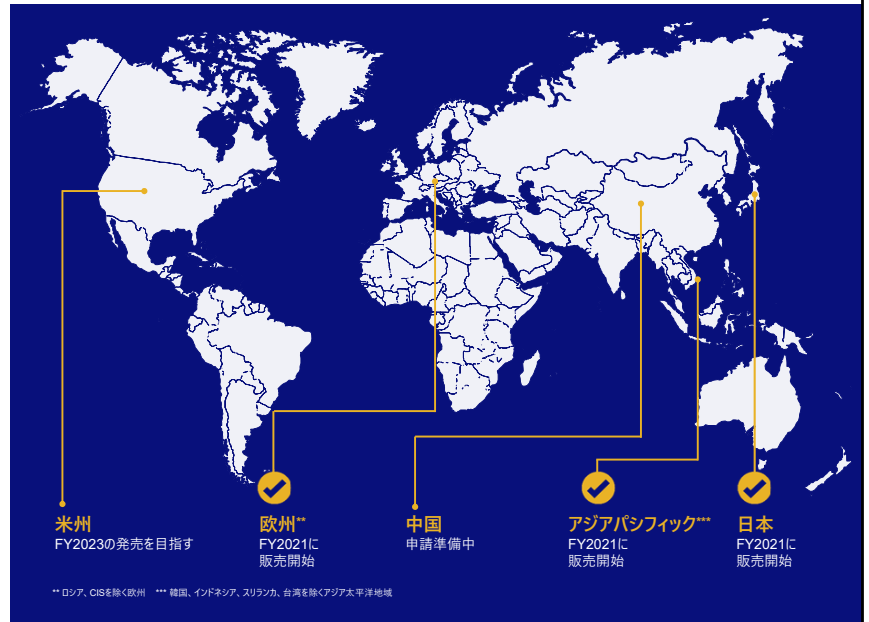 米州
FY2023の発売を目指す
欧州**
FY2021に
販売開始
中国
申請準備中
アジアパシフィック***
FY2021に
販売開始
日本
FY2021に
販売開始
** ロシア、CISを除く欧州 *** 韓国、インドネシア、スリランカ、台湾を除くアジア太平洋地域